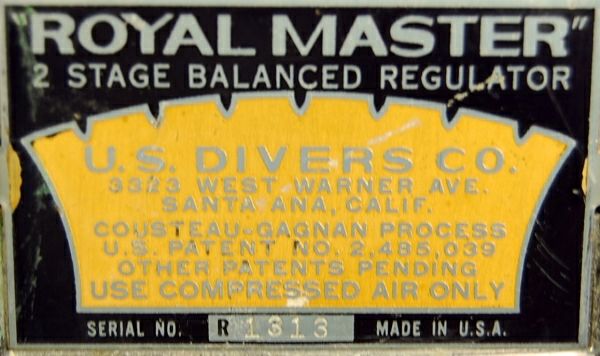 "ROYAL MASTER"
2 STAGE BALANCED REGULATOR
U.S. DIVERS CO.
3323 WEST WARNER AVE.
SANTA ANA, CALIF.
COUSTEAU-GAGNAN PROCESS
U.S. PATENT NO. 2,485,039
OTHER PATENTS PENDING
USE COMPRESSED AIR ONLY
SERIAL NO. R 1313 MADE IN U.S.A.